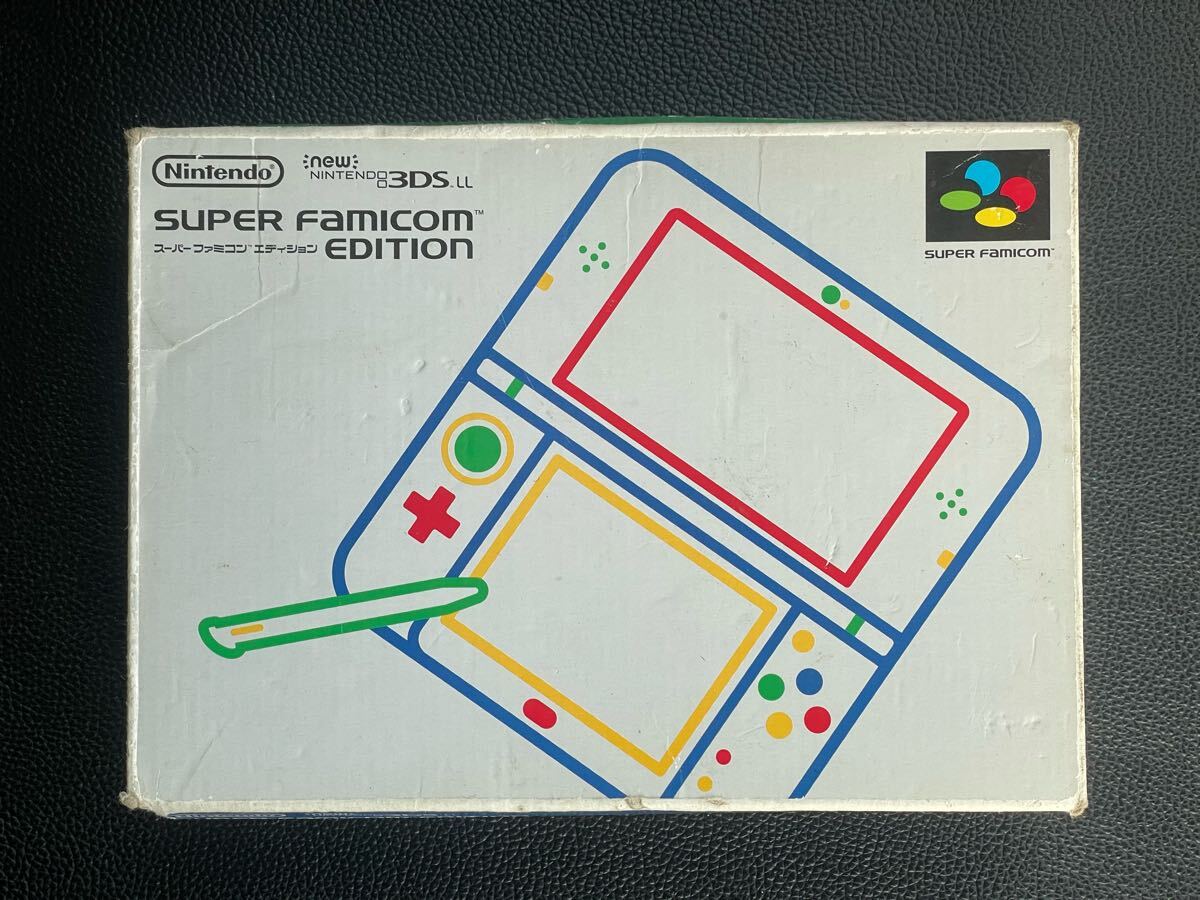 Nintendo
new
NINTENDO 3DS LL
SUPER FAMICOM™
スーパーファミコン™エディション EDITION
SUPER FAMICOM™